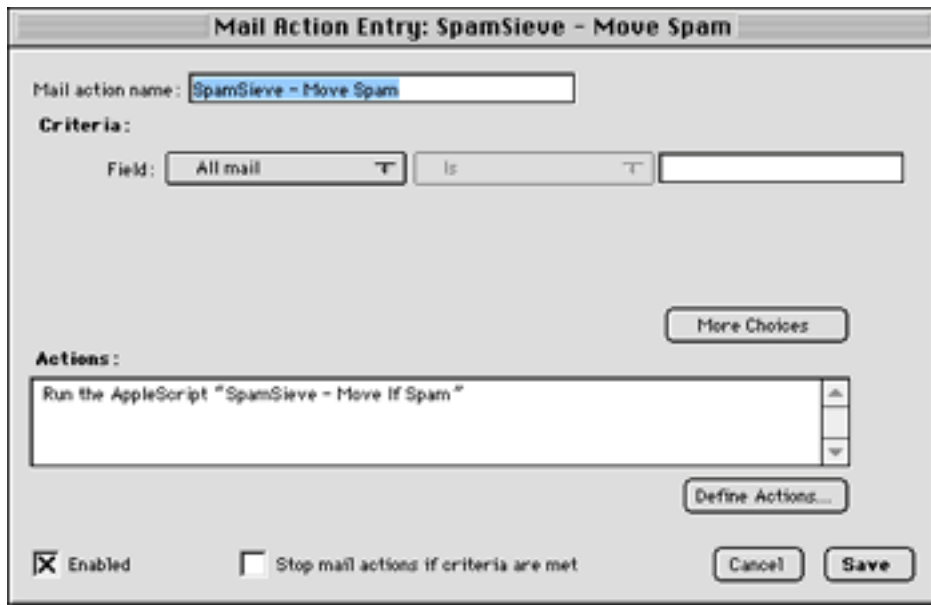 Mail Action Entry: SpamSieve - Move Spam
Mail action name: SpamSieve - Move Spam
Criteria:
Field: All mail Is
More Choices
Actions:
Run the AppleScript "SpamSieve - Move If Spam"
Define Actions...
Enabled Stop mail actions if criteria are met Cancel Save